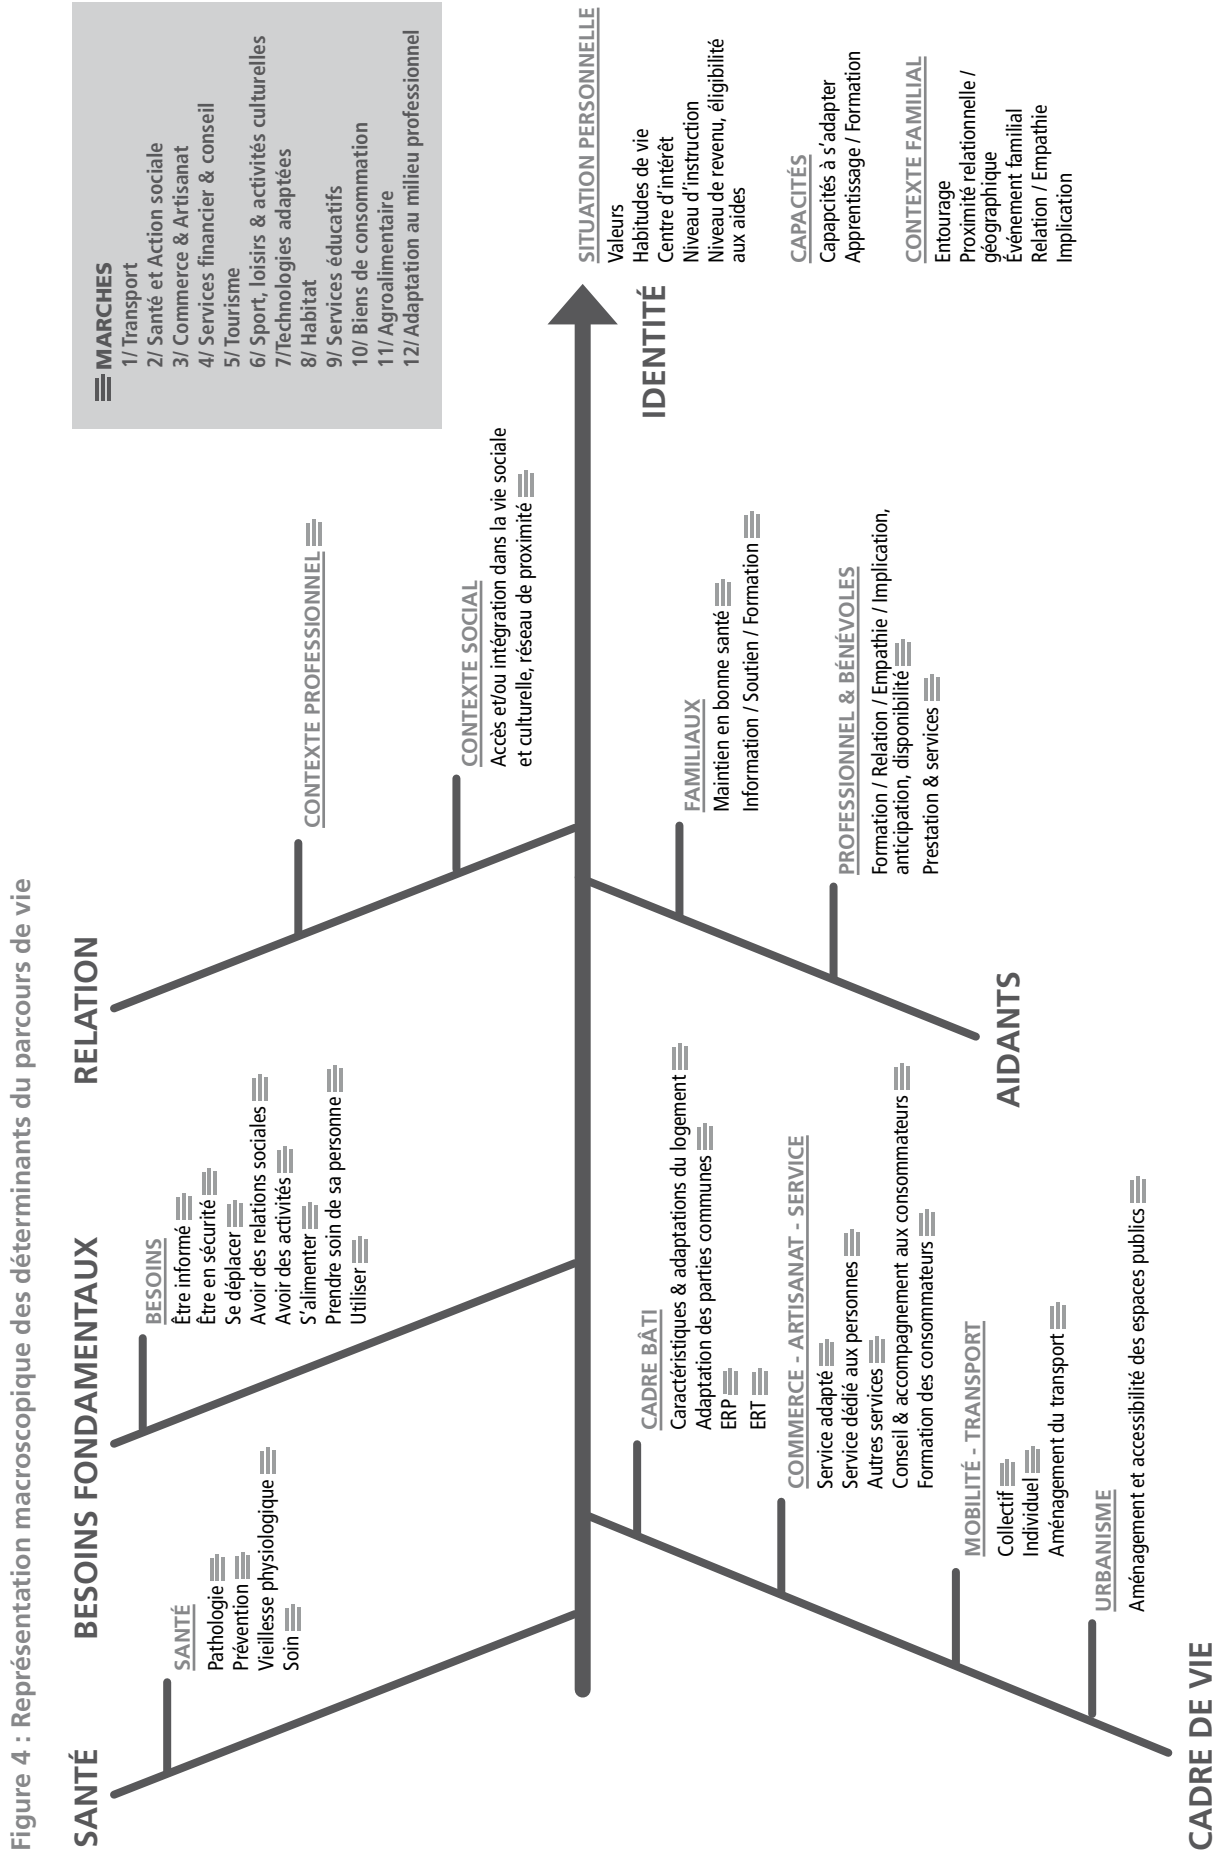 Figure 4 : Représentation macroscopique des déterminants du parcours de vie
SANTÉ
SANTÉ
Pathologie
Prévention
Vieillesse physiologique
Soin
BESOINS FONDAMENTAUX
BESOINS
Être informé
Être en sécurité
Se déplacer
Avoir des relations sociales
Avoir des activités
S'alimenter
Prendre soin de sa personne
Utiliser
RELATION
CONTEXTE PROFESSIONNEL
CONTEXTE SOCIAL
Accès et/ou intégration dans la vie sociale
et culturelle, réseau de proximité
MARCHES
1/ Transport
2/ Santé et Action sociale
3/ Commerce & Artisanat
4/ Services financier & conseil
5/ Tourisme
6/ Sport, loisirs & activités culturelles
7/Technologies adaptées
8/ Habitat
9/ Services éducatifs
10/ Biens de consommation
11/ Agroalimentaire
12/ Adaptation au milieu professionnel
CADRE DE VIE
CADRE BÂTI
Caractéristiques & adaptations du logement
Adaptation des parties communes
ERP
ERT
COMMERCE - ARTISANAT - SERVICE
Service adapté
Service dédié aux personnes
Autres services
Conseil & accompagnement aux consommateurs
Formation des consommateurs
MOBILITÉ - TRANSPORT
Collectif
Individuel
Aménagement du transport
URBANISME
Aménagement et accessibilité des espaces publics
AIDANTS
FAMILIAUX
Maintien en bonne santé
Information / Soutien / Formation
PROFESSIONNEL & BÉNÉVOLES
Formation / Relation / Empathie / Implication,
anticipation, disponibilité
Prestation & services
IDENTITÉ
SITUATION PERSONNELLE
Valeurs
Habitudes de vie
Centre d'intérêt
Niveau d'instruction
Niveau de revenu, éligibilité
aux aides
CAPACITÉS
Capapcités à s'adapter
Apprentissage / Formation
CONTEXTE FAMILIAL
Entourage
Proximité relationnelle /
géographique
Événement familial
Relation / Empathie
Implication